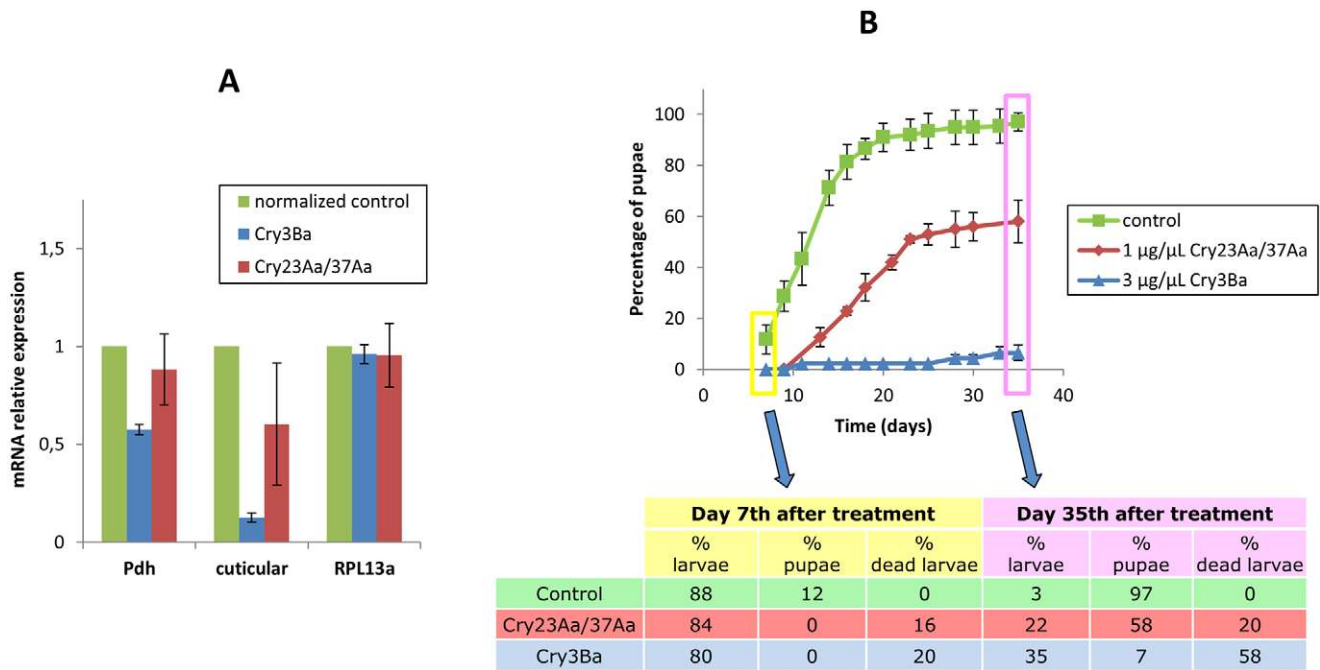 A
normalized control
Cry3Ba
Cry23Aa/37Aa
mRNA relative expression
1,5
1
0,5
0
Pdh cuticular RPL13a
B
Percentage of pupae
100
80
60
40
20
0
0 10 20 30 40
Time (days)
control
1 µg/µL Cry23Aa/37Aa
3 µg/µL Cry3Ba
Day 7th after treatment Day 35th after treatment
% larvae % pupae % dead larvae % larvae % pupae % dead larvae
Control 88 12 0 3 97 0
Cry23Aa/37Aa 84 0 16 22 58 20
Cry3Ba 80 0 20 35 7 58